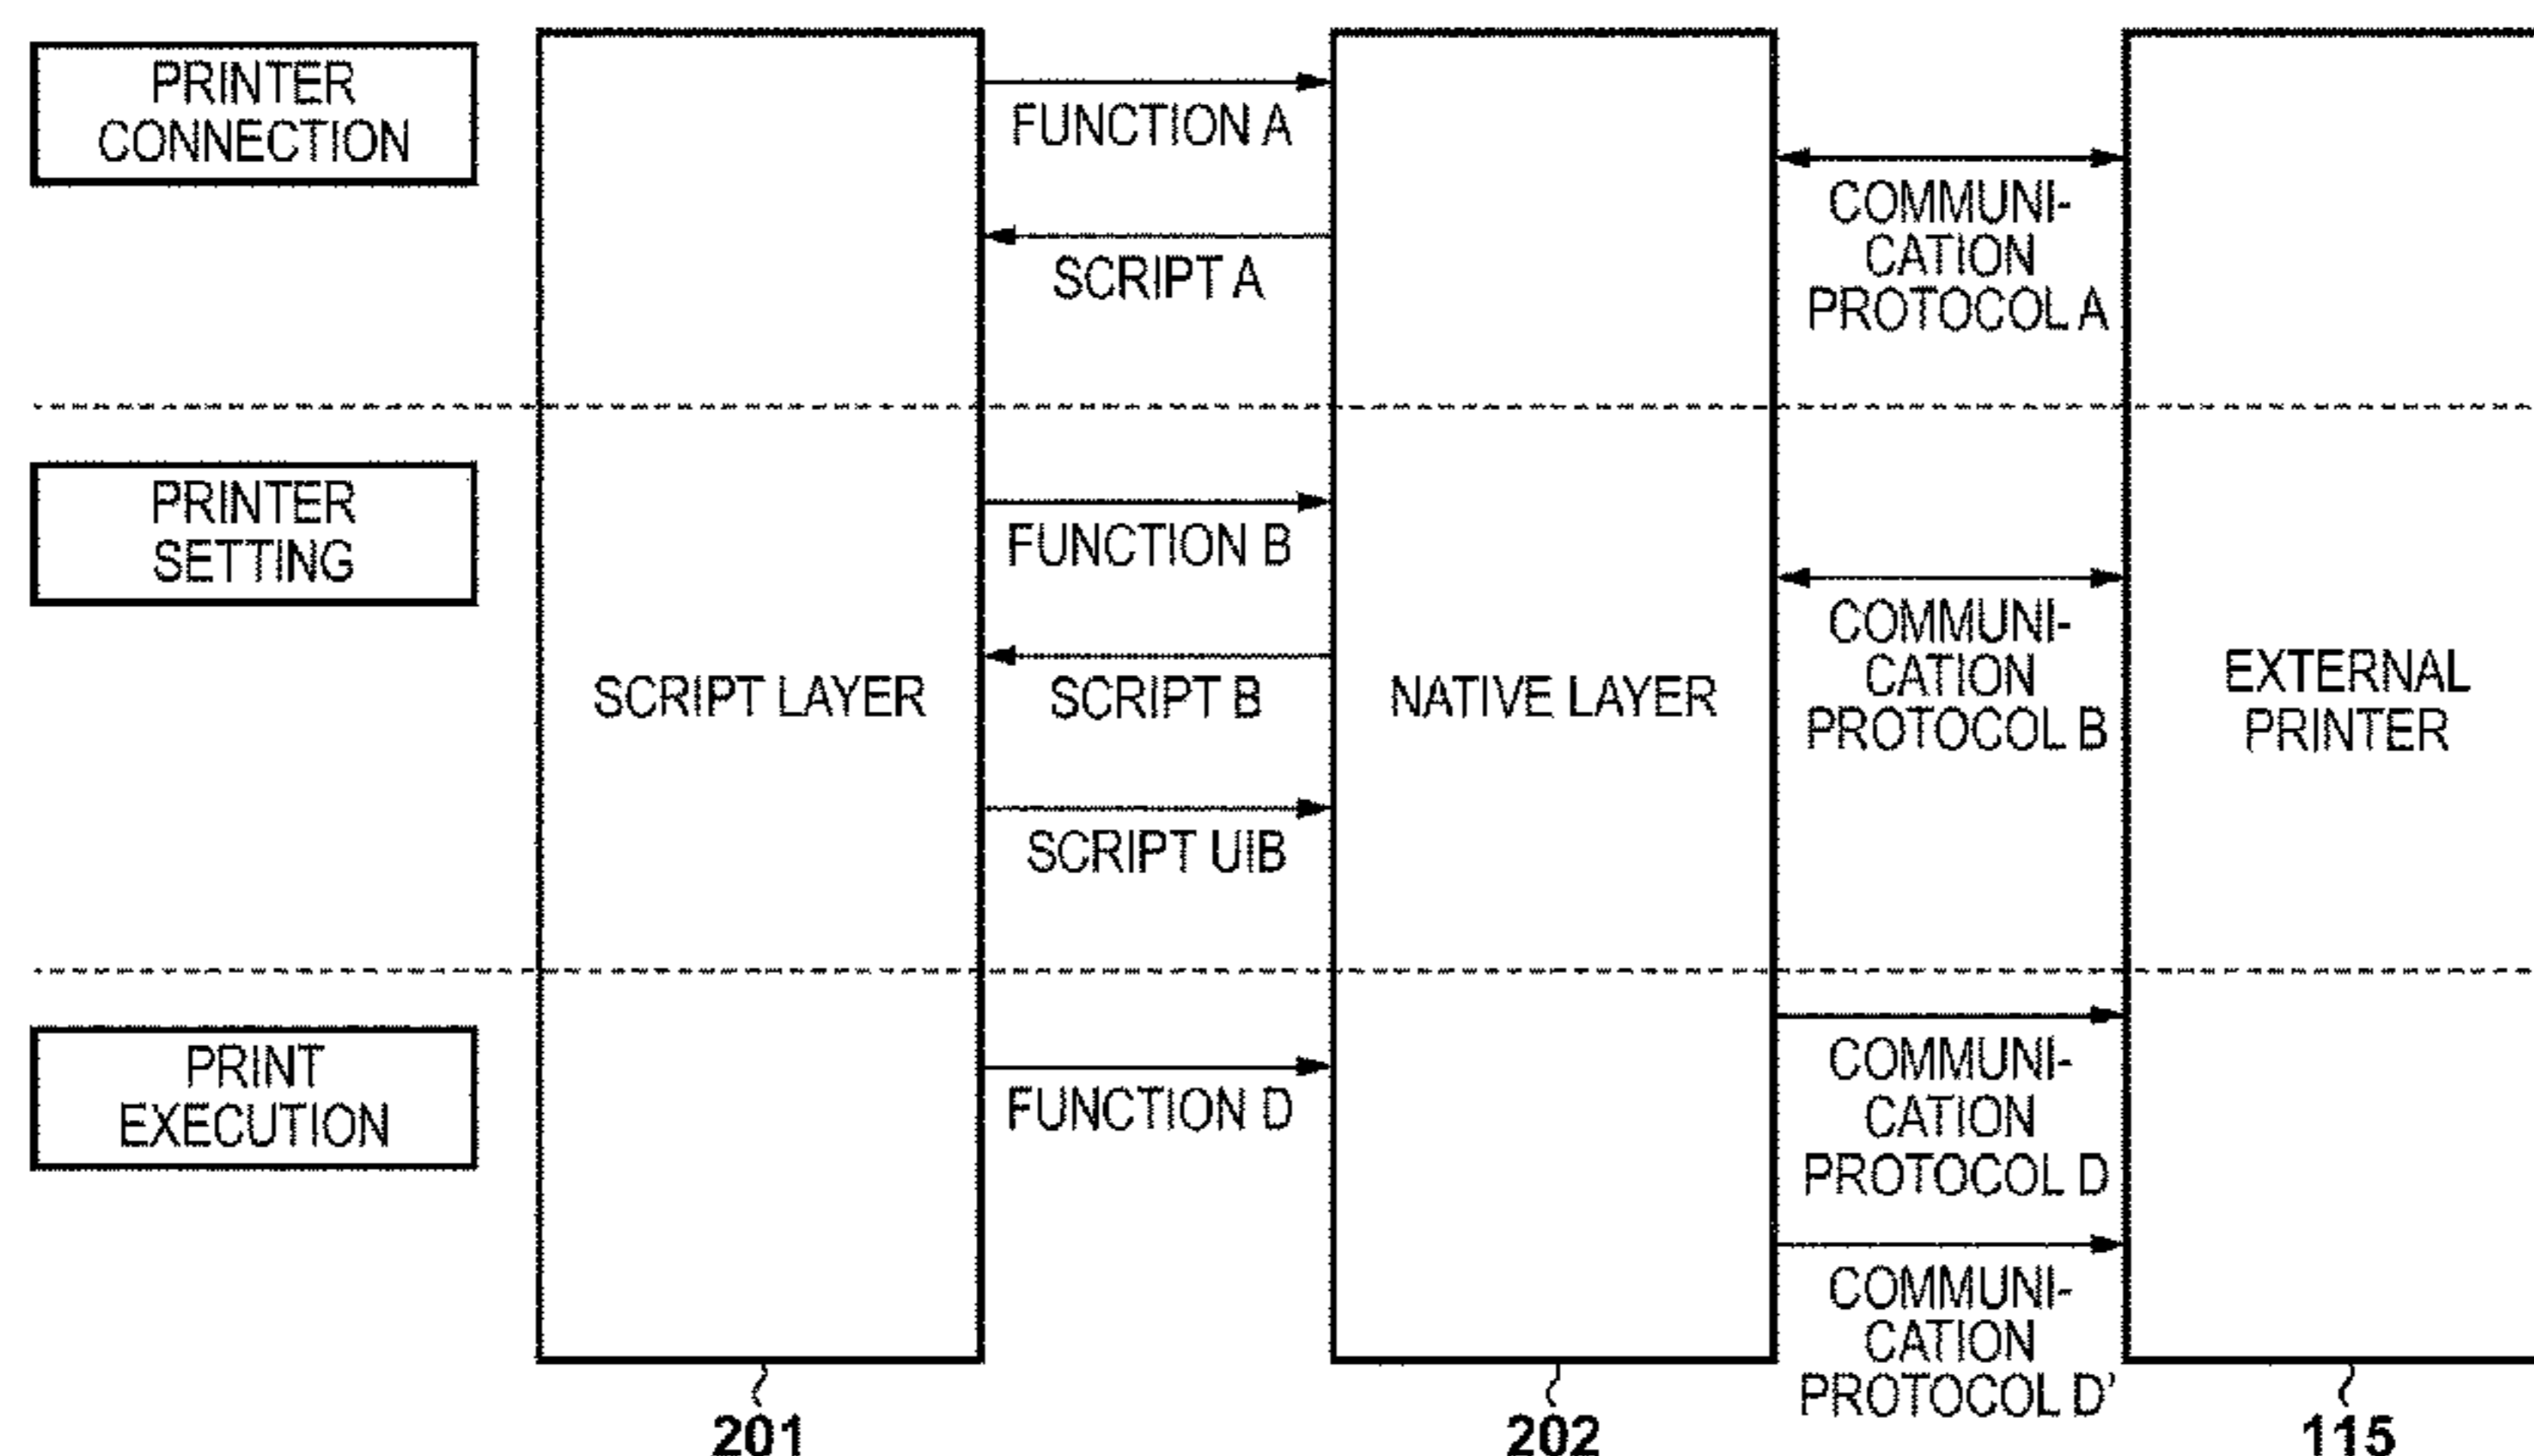 PRINTER
CONNECTION
FUNCTION A
SCRIPT A
COMMUNI-
CATION
PROTOCOL A
PRINTER
SETTING
FUNCTION B
SCRIPT B
SCRIPT UIB
SCRIPT LAYER
NATIVE LAYER
COMMUNI-
CATION
PROTOCOL B
EXTERNAL
PRINTER
PRINT
EXECUTION
FUNCTION D
COMMUNI-
CATION
PROTOCOL D
COMMUNI-
CATION
PROTOCOL D'
201
202
115